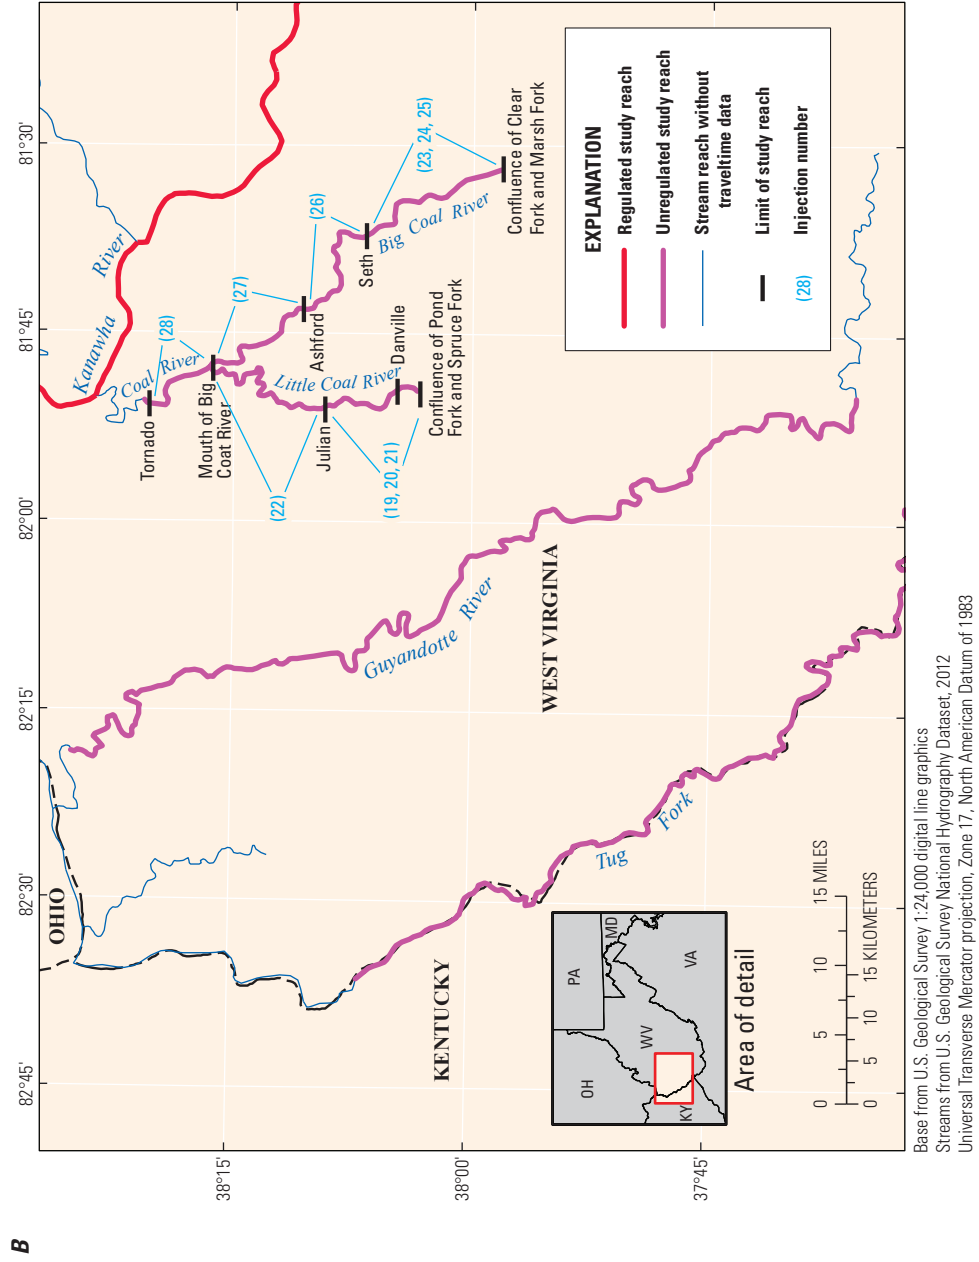 B
82°45'
82°30'
82°15'
82°00'
81°45'
81°30'
38°15'
38°00'
37°45'
OHIO
KENTUCKY
WEST VIRGINIA
Kanawha
River
Coal River
Tornado
(28)
Mouth of Big
Coat River
(27)
(22)
Little Coal River
Julian
Ashford
(26)
Seth
Big Coal River
(23, 24, 25)
Danville
(19, 20, 21)
Confluence of Pond
Fork and Spruce Fork
Confluence of Clear
Fork and Marsh Fork
Guyandotte
River
Tug
Fork
EXPLANATION
Regulated study reach
Unregulated study reach
Stream reach without
traveltime data
Limit of study reach
(28)
Injection number
OH
PA
MD
WV
VA
KY
Area of detail
0
5
10
15 MILES
0
5
10
15 KILOMETERS
Base from U.S. Geological Survey 1:24,000 digital line graphics
Streams from U.S. Geological Survey National Hydrography Dataset, 2012
Universal Transverse Mercator projection, Zone 17, North American Datum of 1983